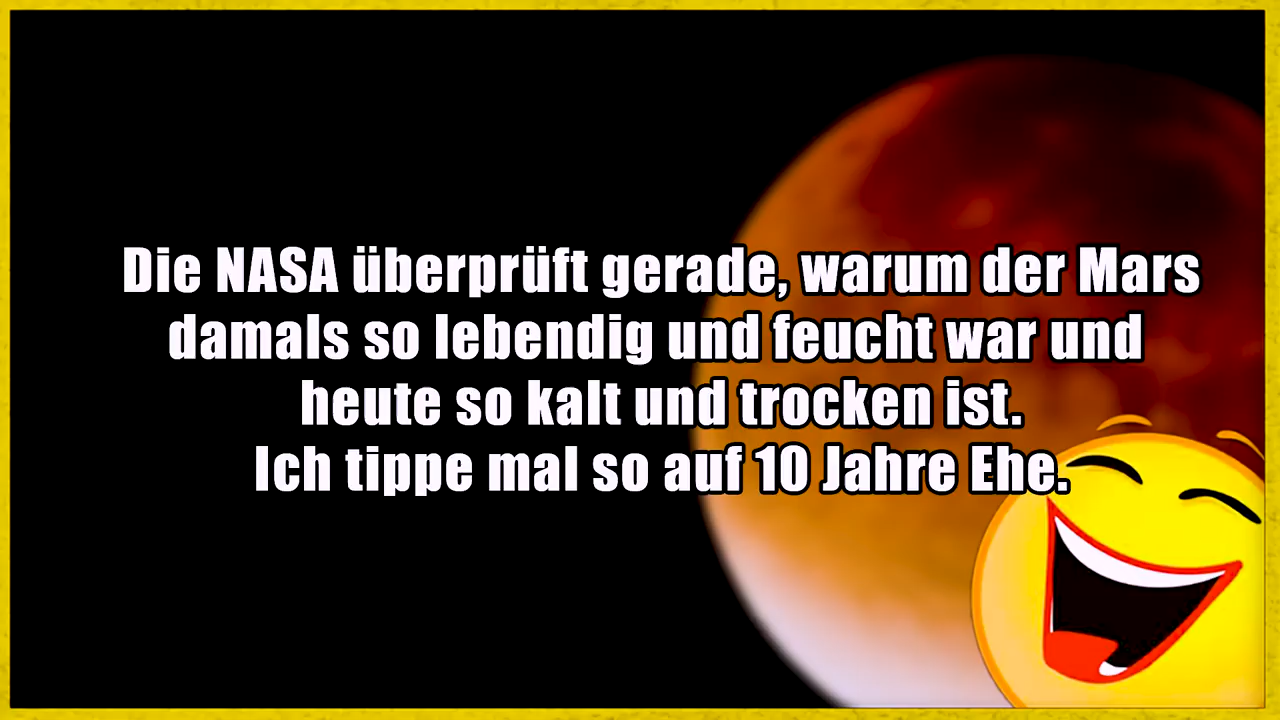 Die NASA überprüft gerade, warum der Mars
damals so lebendig und feucht war und
heute so kalt und trocken ist.
Ich tippe mal so auf 10 Jahre Ehe.